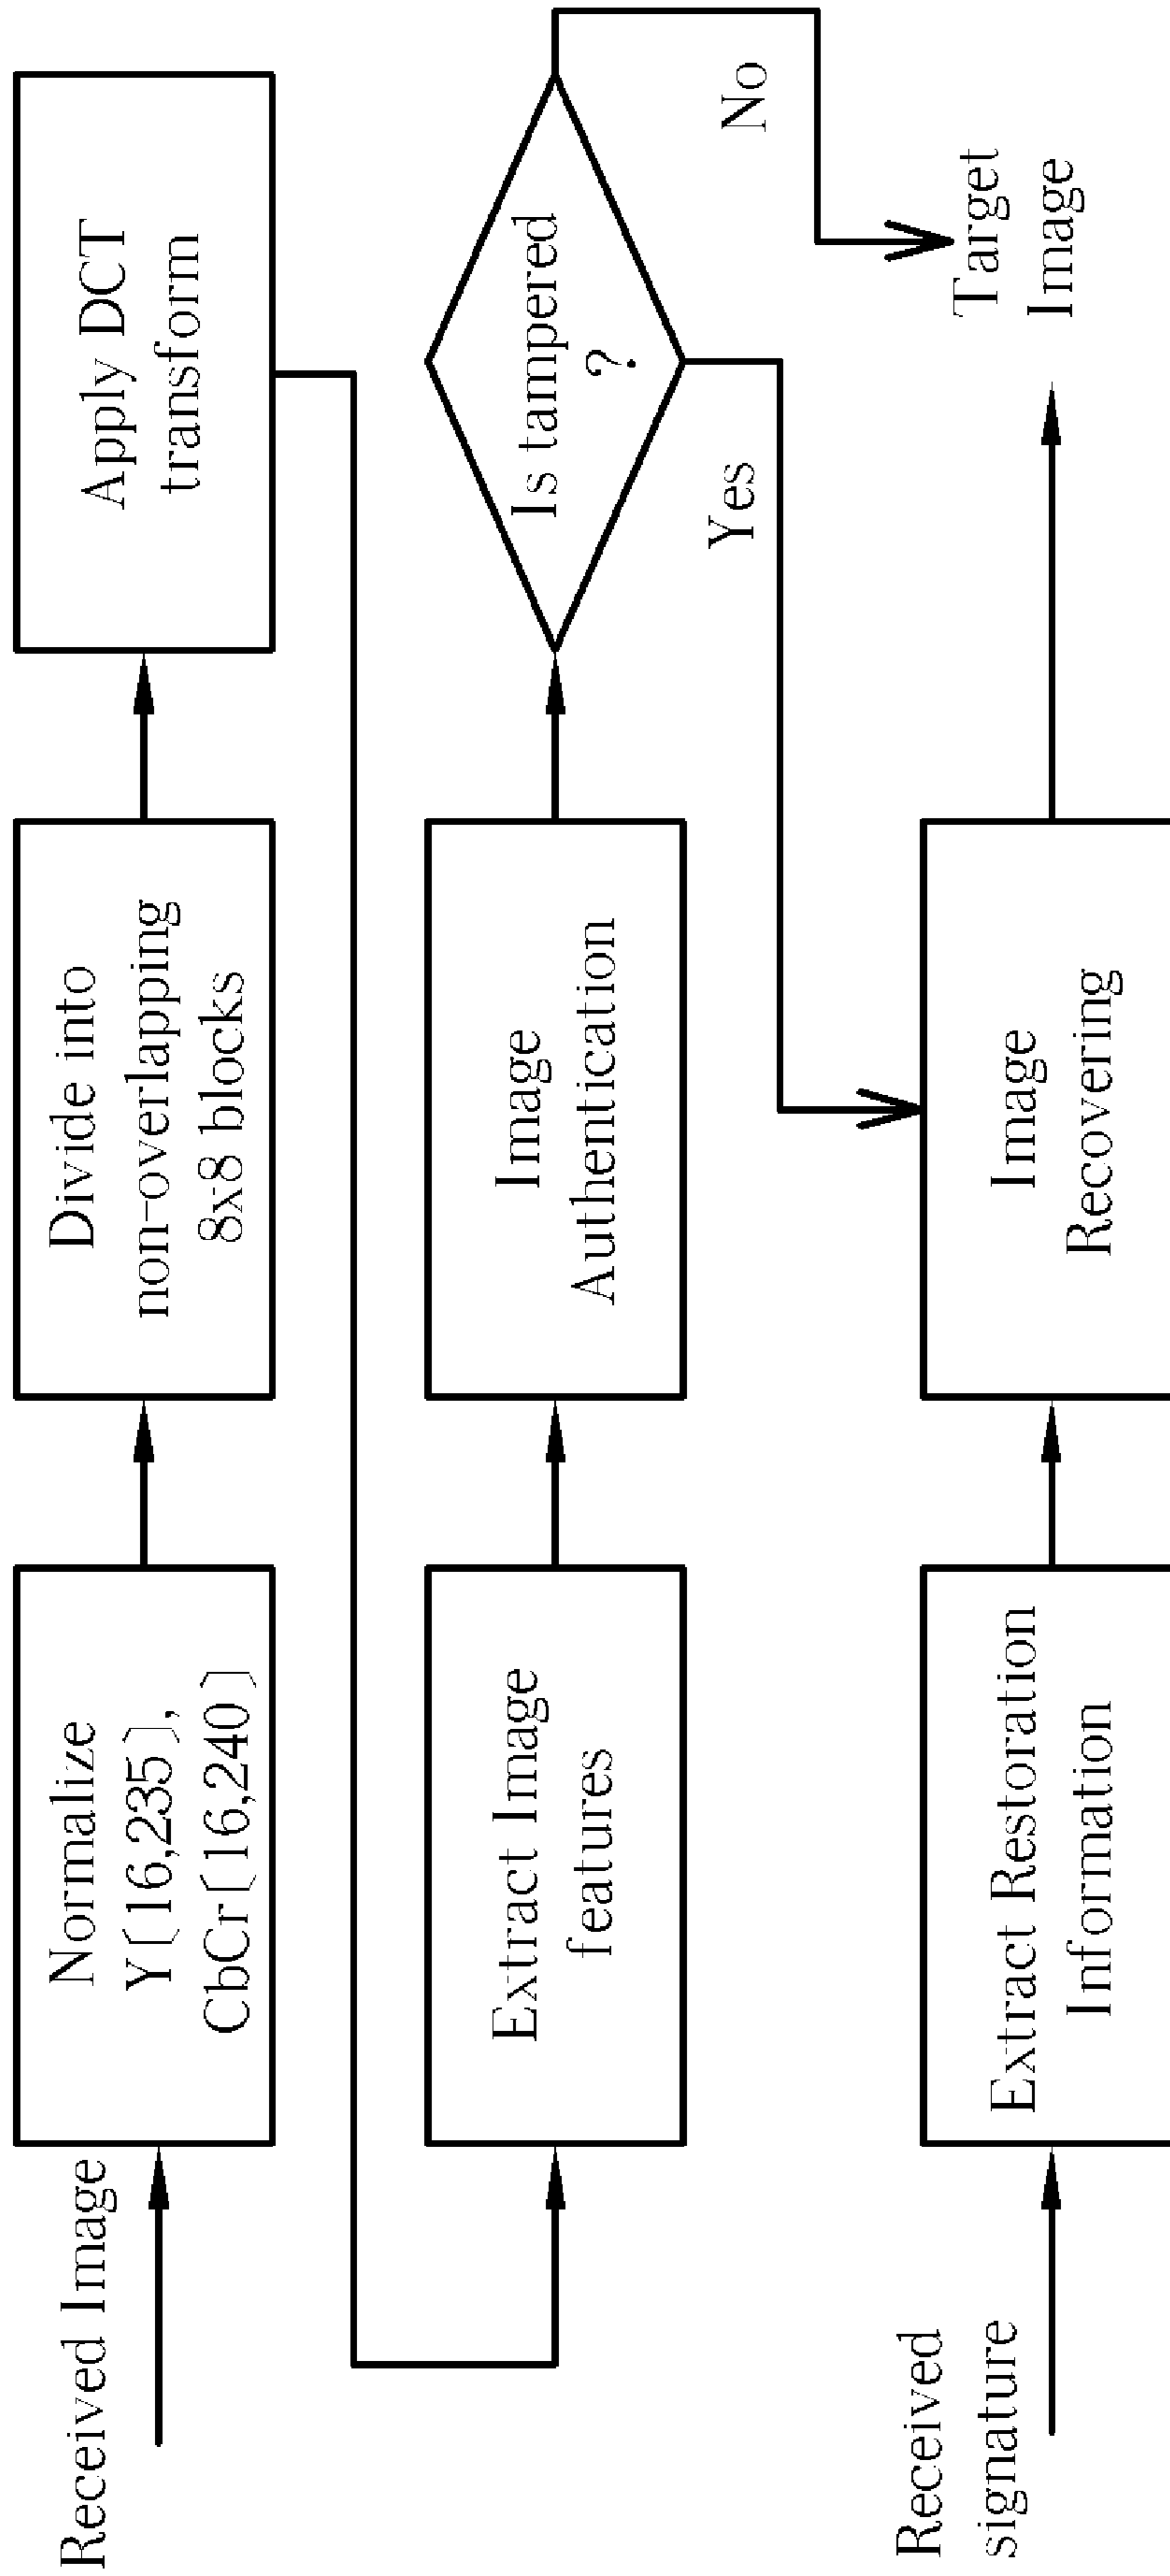 Received Image
Normalize
Y[16,235],
CbCr[16,240]
Divide into
non-overlapping
8x8 blocks
Apply DCT
transform
Extract Image
features
Image
Authentication
Is tampered
?
Yes
No
Received
signature
Extract Restoration
Information
Image
Recovering
Target
Image